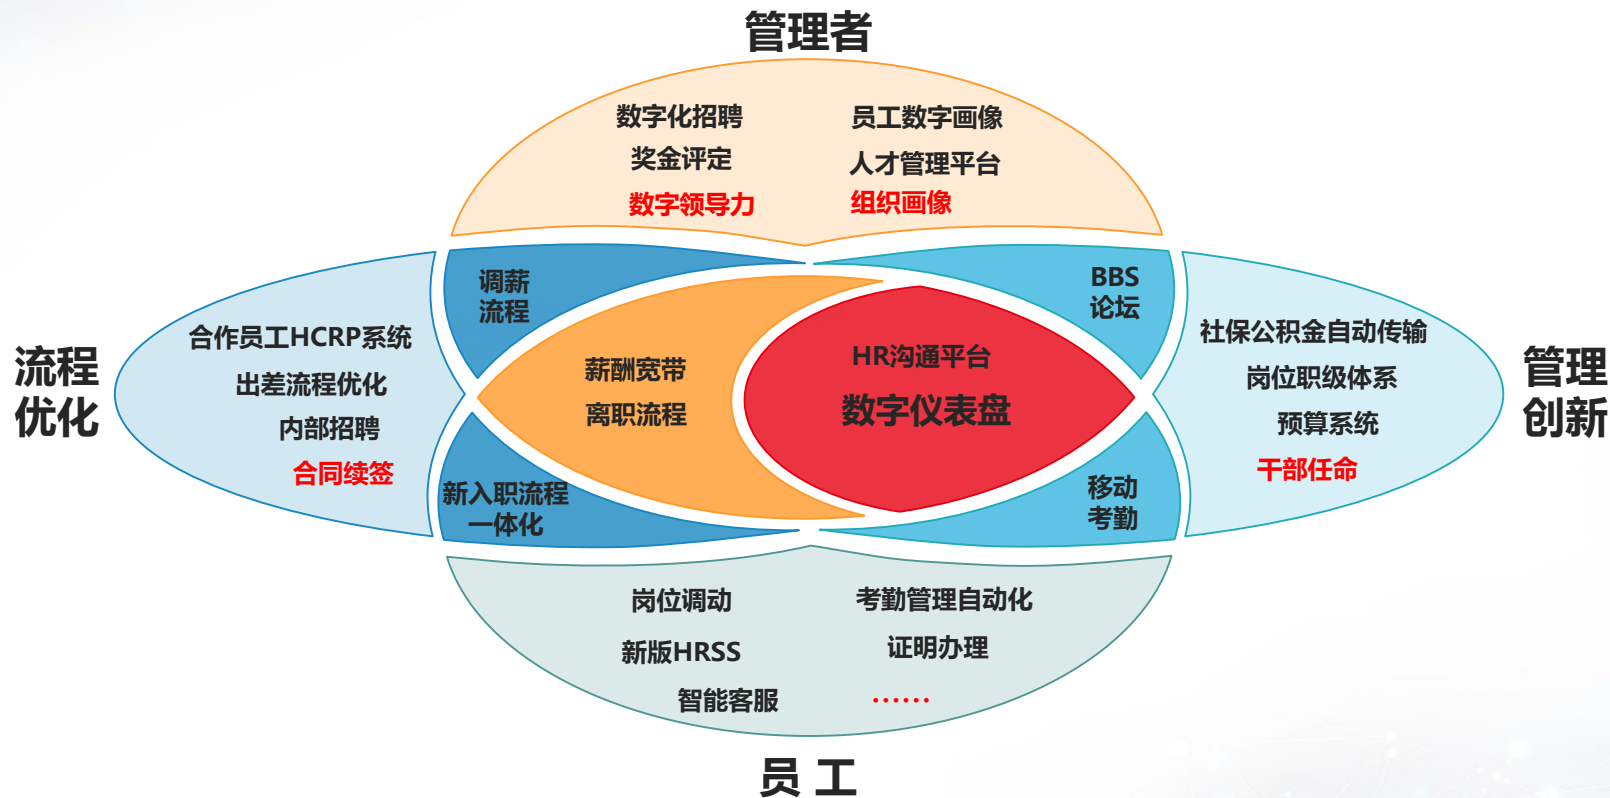 管理者
数字化招聘
奖金评定
数字领导力
员工数字画像
人才管理平台
组织画像
流程
优化
合作员工HCRP系统
出差流程优化
内部招聘
合同续签
调薪
流程
新入职流程
一体化
薪酬宽带
离职流程
HR沟通平台
数字仪表盘
BBS
论坛
移动
考勤
社保公积金自动传输
岗位职级体系
预算系统
干部任命
管理
创新
岗位调动
新版HRSS
智能客服
考勤管理自动化
证明办理
……
员 工